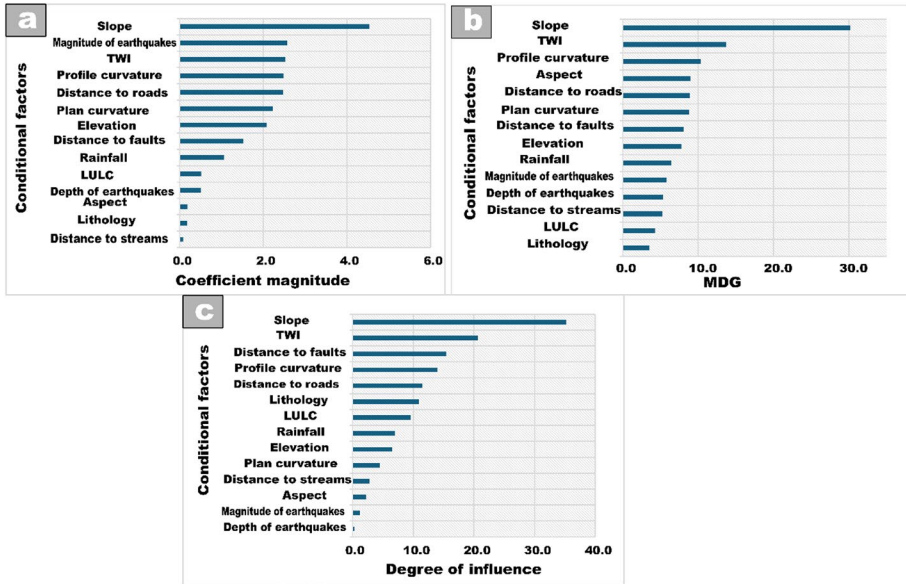 a
Conditional factors
Slope
Magnitude of earthquakes
TWI
Profile curvature
Distance to roads
Plan curvature
Elevation
Distance to faults
Rainfall
LULC
Depth of earthquakes
Aspect
Lithology
Distance to streams
0.0 2.0 4.0 6.0
Coefficient magnitude
b
Conditional factors
Slope
TWI
Profile curvature
Aspect
Distance to roads
Plan curvature
Distance to faults
Elevation
Rainfall
Magnitude of earthquakes
Depth of earthquakes
Distance to streams
LULC
Lithology
0.0 10.0 20.0 30.0
MDG
c
Conditional factors
Slope
TWI
Distance to faults
Profile curvature
Distance to roads
Lithology
LULC
Rainfall
Elevation
Plan curvature
Distance to streams
Aspect
Magnitude of earthquakes
Depth of earthquakes
0.0 10.0 20.0 30.0 40.0
Degree of influence